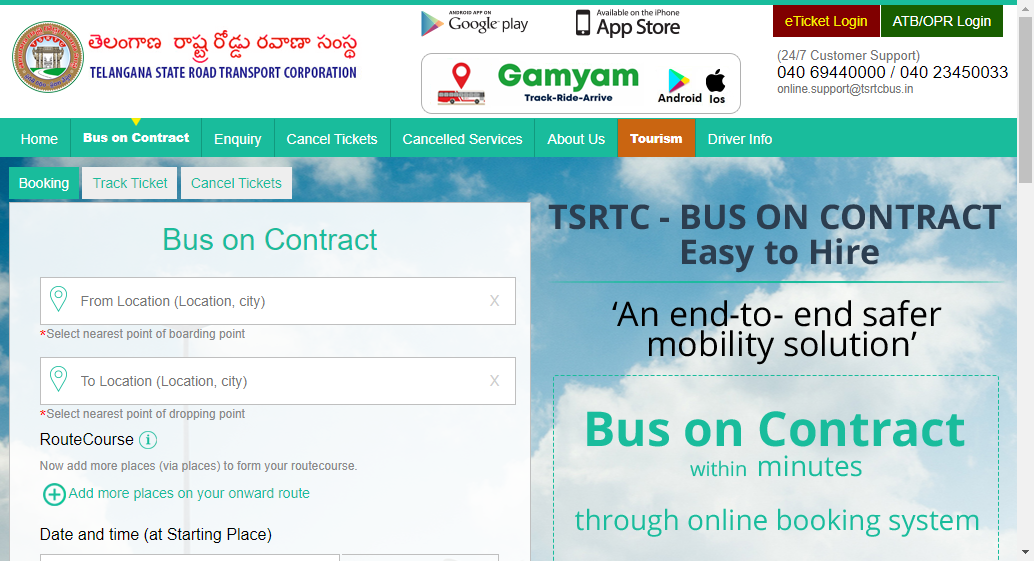 తెలంగాణ రాష్ట్ర రోడ్డు రవాణా సంస్థ
TELANGANA STATE ROAD TRANSPORT CORPORATION
ANDROID APP ON
Google play
Available on the iPhone
App Store
Gamyam
Track-Ride-Arrive
Android
Ios
eTicket Login
ATB/OPR Login
(24/7 Customer Support)
040 69440000 / 040 23450033
online.support@tsrtcbus.in
Home
Bus on Contract
Enquiry
Cancel Tickets
Cancelled Services
About Us
Tourism
Driver Info
Booking
Track Ticket
Cancel Tickets
Bus on Contract
From Location (Location, city)
X
*Select nearest point of boarding point
To Location (Location, city)
X
*Select nearest point of dropping point
RouteCourse
Now add more places (via places) to form your routecourse.
Add more places on your onward route
Date and time (at Starting Place)
TSRTC - BUS ON CONTRACT
Easy to Hire
‘An end-to- end safer
mobility solution’
Bus on Contract
within minutes
through online booking system